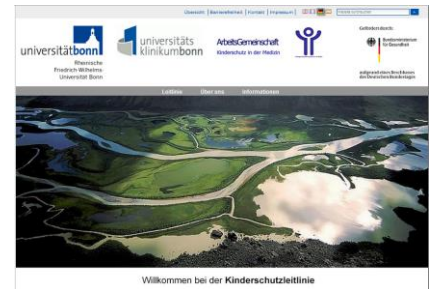 Übersicht | Barrierefreiheit | Kontakt | Impressum |
universitätbonn
Rheinische
Friedrich-Wilhelms-
Universität Bonn
universitäts
klinikumbonn
ArbeitsGemeinschaft
Kinderschutz in der Medizin
Gefördert durch:
Bundesministerium
für Gesundheit
aufgrund eines Beschlusses
des Deutschen Bundestages
Leitlinie Über uns Informationen
Willkommen bei der Kinderschutzleitlinie